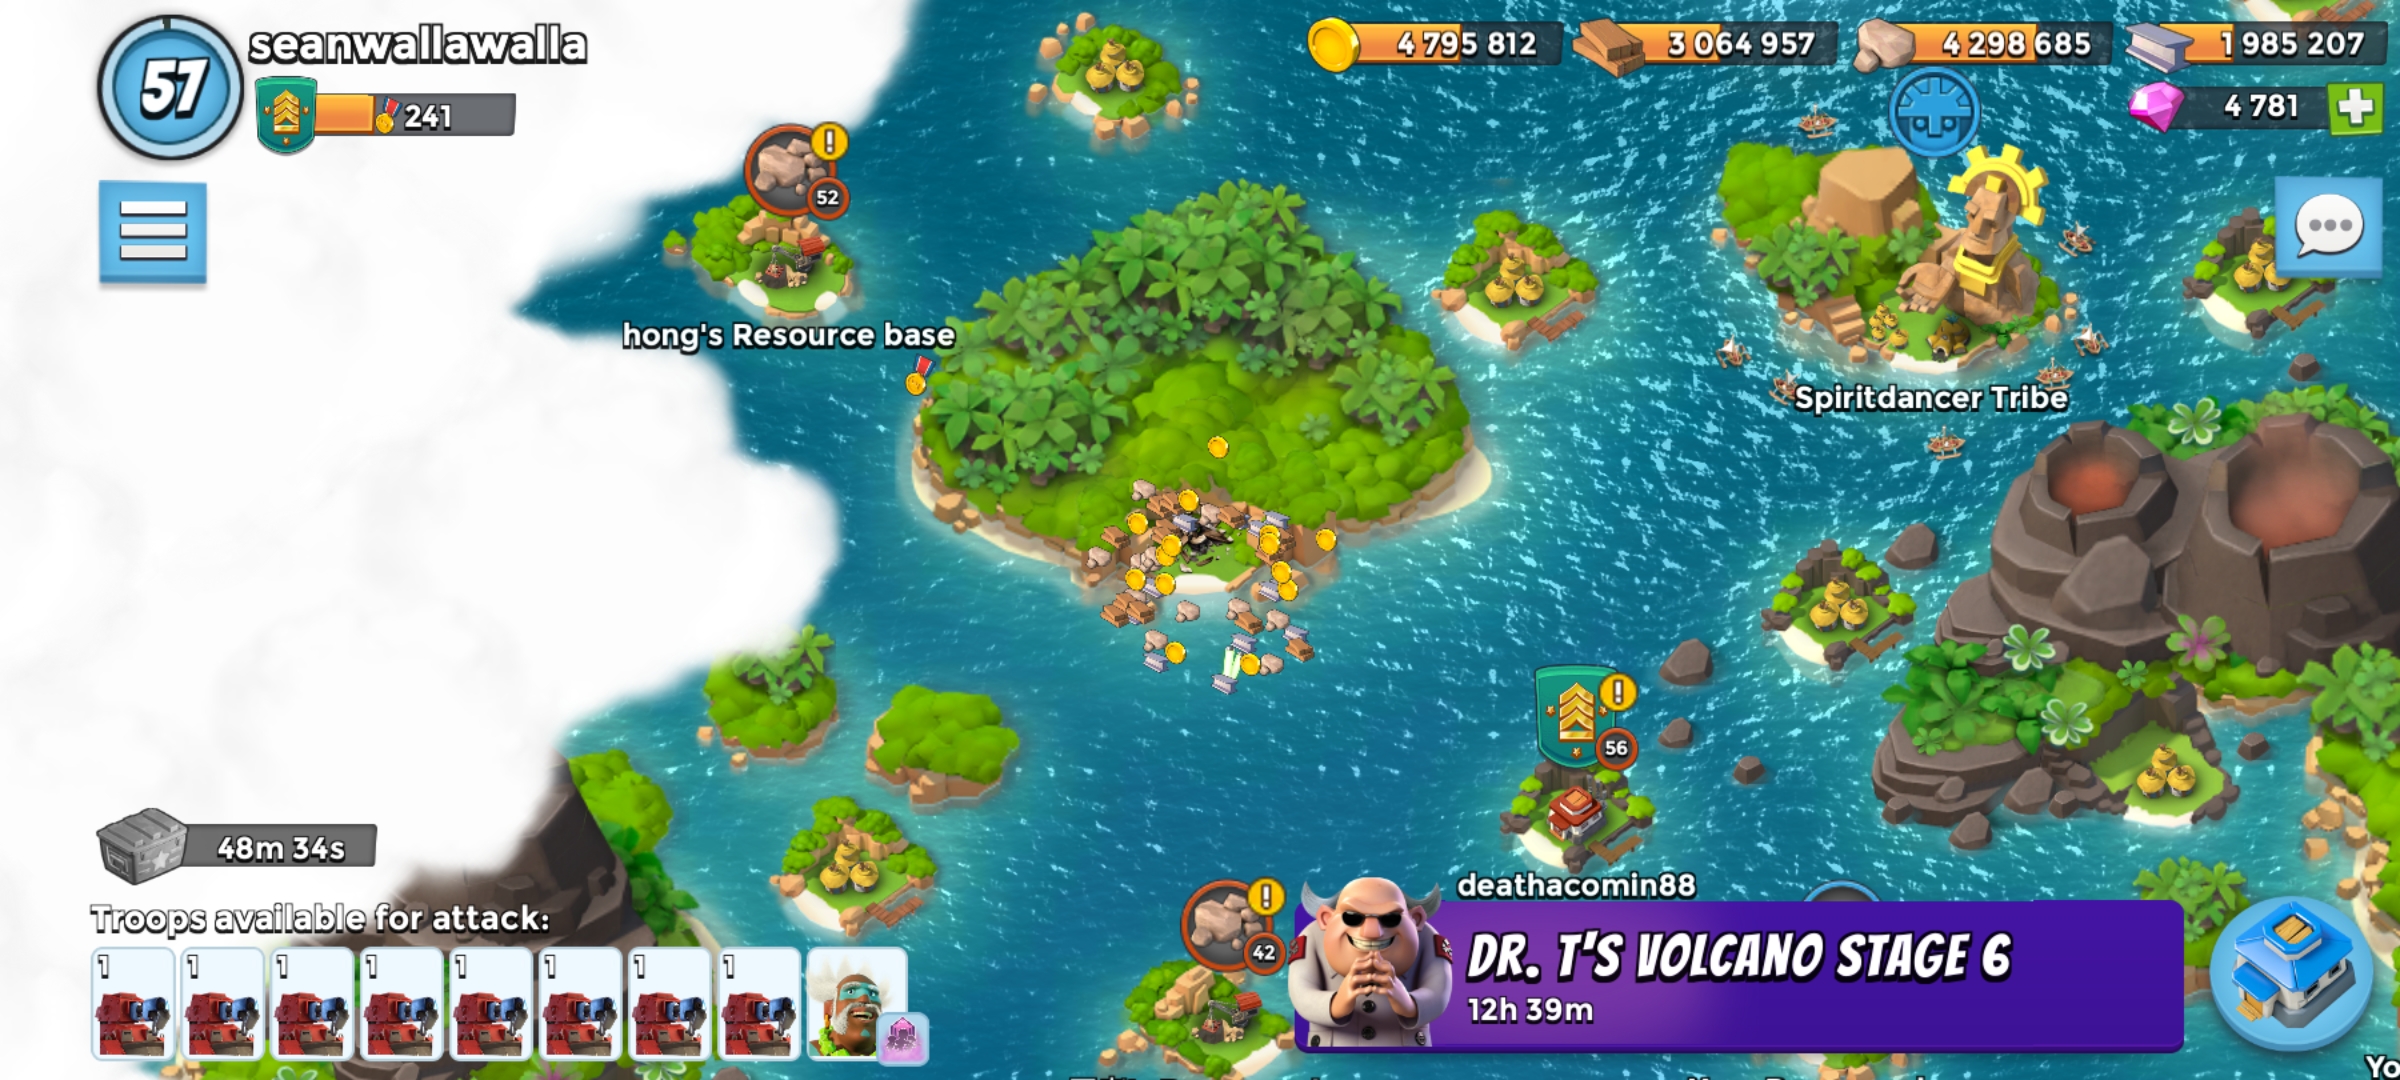 57
seanwallawalla
241
4 795 812
3 064 957
4 298 685
1 985 207
4 781
!
52
hong's Resource base
Spiritdancer Tribe
!
56
deathacomin88
48m 34s
Troops available for attack:
1
1
1
1
1
1
1
1
!
42
DR. T'S VOLCANO STAGE 6
12h 39m